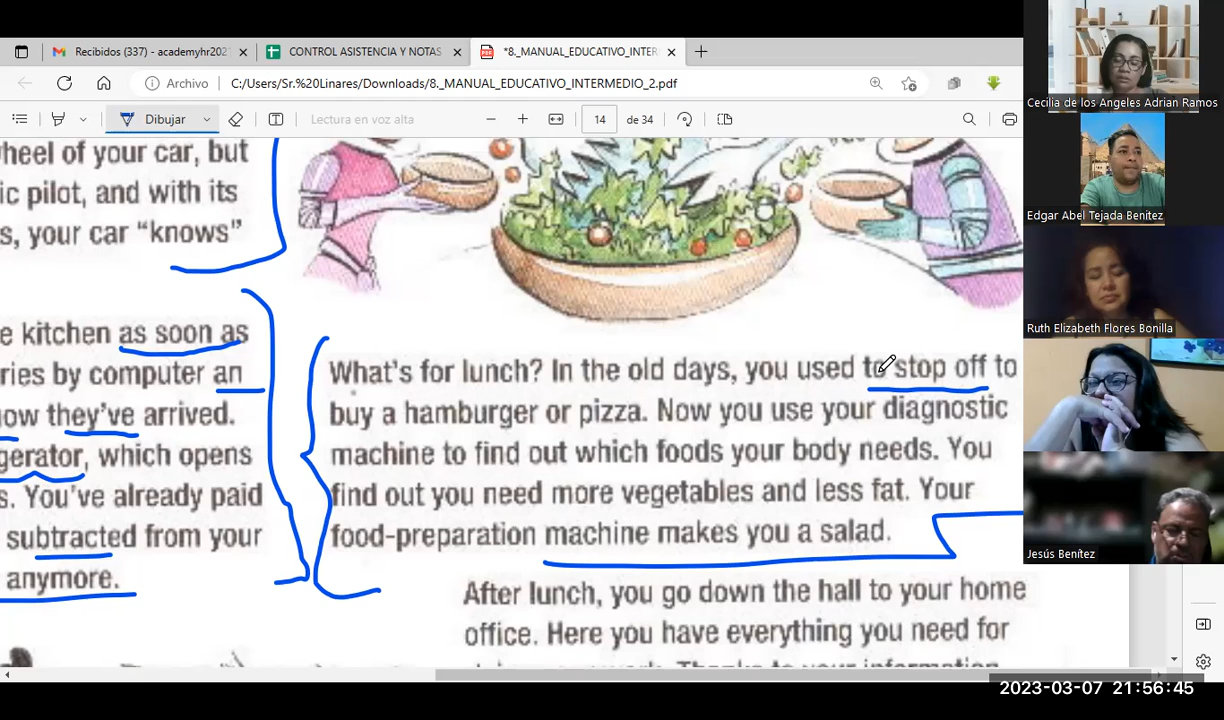 Recibidos (337) - academyhr202
CONTROL ASISTENCIA Y NOTAS
*8._MANUAL_EDUCATIVO_INTER
Archivo
C:/Users/Sr.%20Linares/Downloads/8._MANUAL_EDUCATIVO_INTERMEDIO_2.pdf
Dibujar
Lectura en voz alta
14
de 34
wheel of your car, but
ic pilot, and with its
s, your car “knows”
e kitchen as soon as
ries by computer an
ow they've arrived.
gerator, which opens
s. You've already paid
subtracted from your
anymore.
What's for lunch? In the old days, you used to stop off to
buy a hamburger or pizza. Now you use your diagnostic
machine to find out which foods your body needs. You
find out you need more vegetables and less fat. Your
food-preparation machine makes you a salad.
After lunch, you go down the hall to your home
office. Here you have everything you need for
Thanks to your information
Cecilia de los Angeles Adrian Ramos
Edgar Abel Tejada Benitez
Ruth Elizabeth Flores Bonilla
Jesús Benítez
2023-03-07 21:56:45